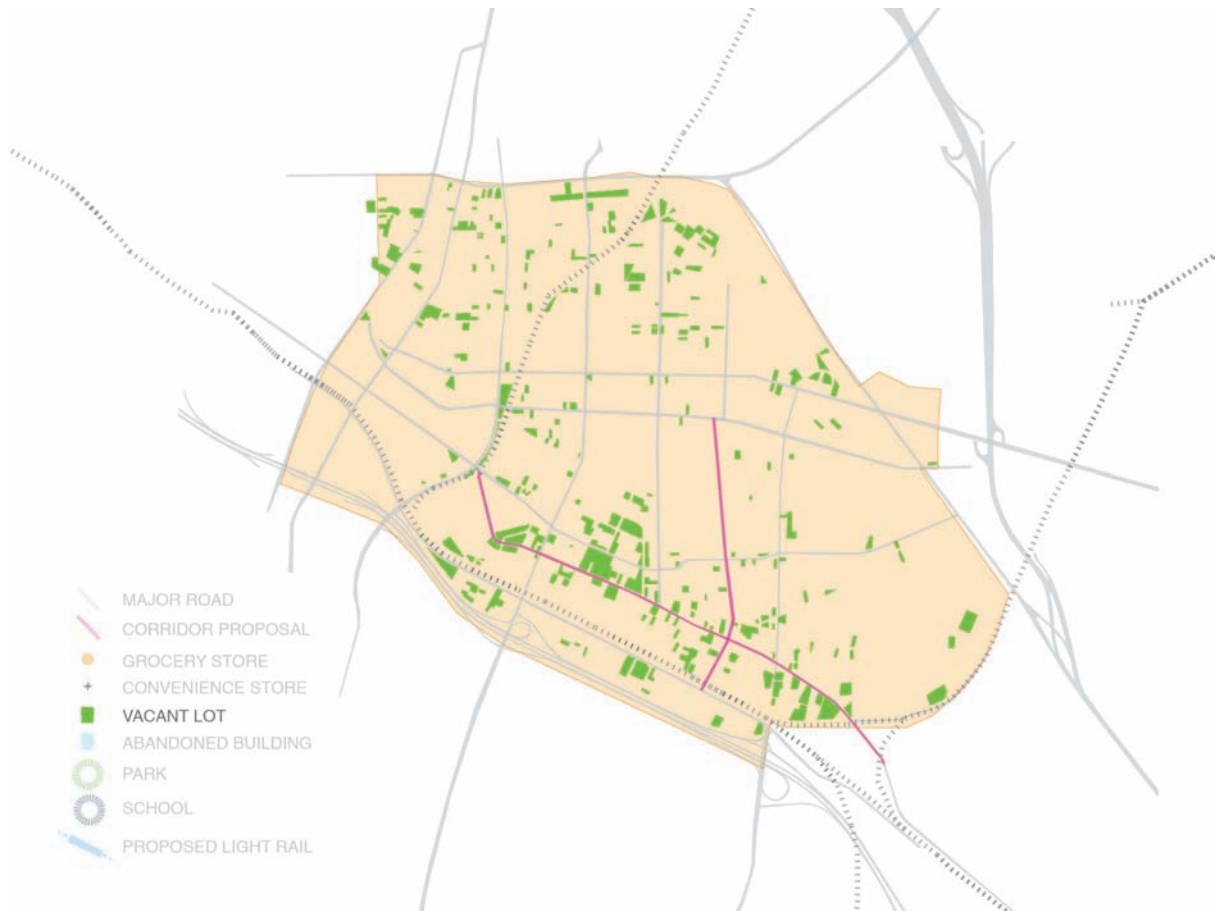 MAJOR ROAD
CORRIDOR PROPOSAL
GROCERY STORE
CONVENIENCE STORE
VACANT LOT
ABANDONED BUILDING
PARK
SCHOOL
PROPOSED LIGHT RAIL